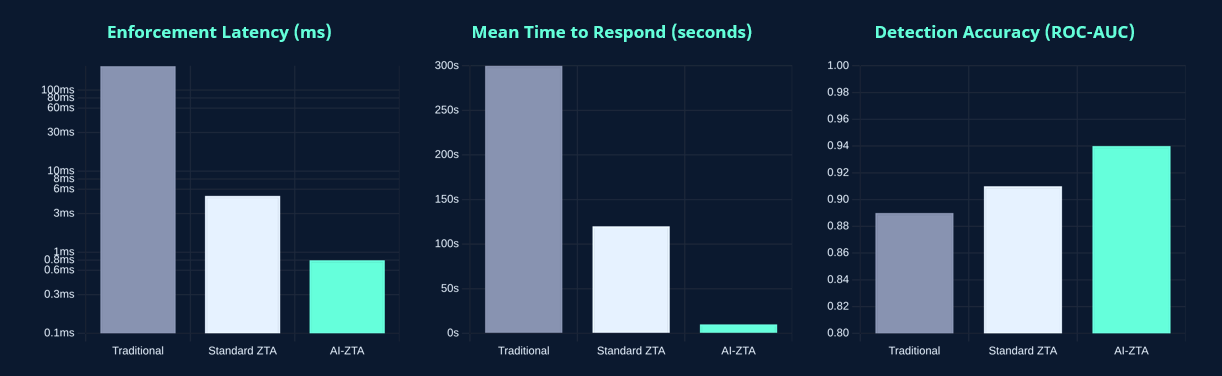 Enforcement Latency (ms)
100ms
80ms
60ms
30ms
10ms
8ms
6ms
3ms
1ms
0.8ms
0.6ms
0.3ms
0.1ms
Traditional
Standard ZTA
AI-ZTA
Mean Time to Respond (seconds)
300s
250s
200s
150s
100s
50s
0s
Traditional
Standard ZTA
AI-ZTA
Detection Accuracy (ROC-AUC)
1.00
0.98
0.96
0.94
0.92
0.90
0.88
0.86
0.84
0.82
0.80
Traditional
Standard ZTA
AI-ZTA